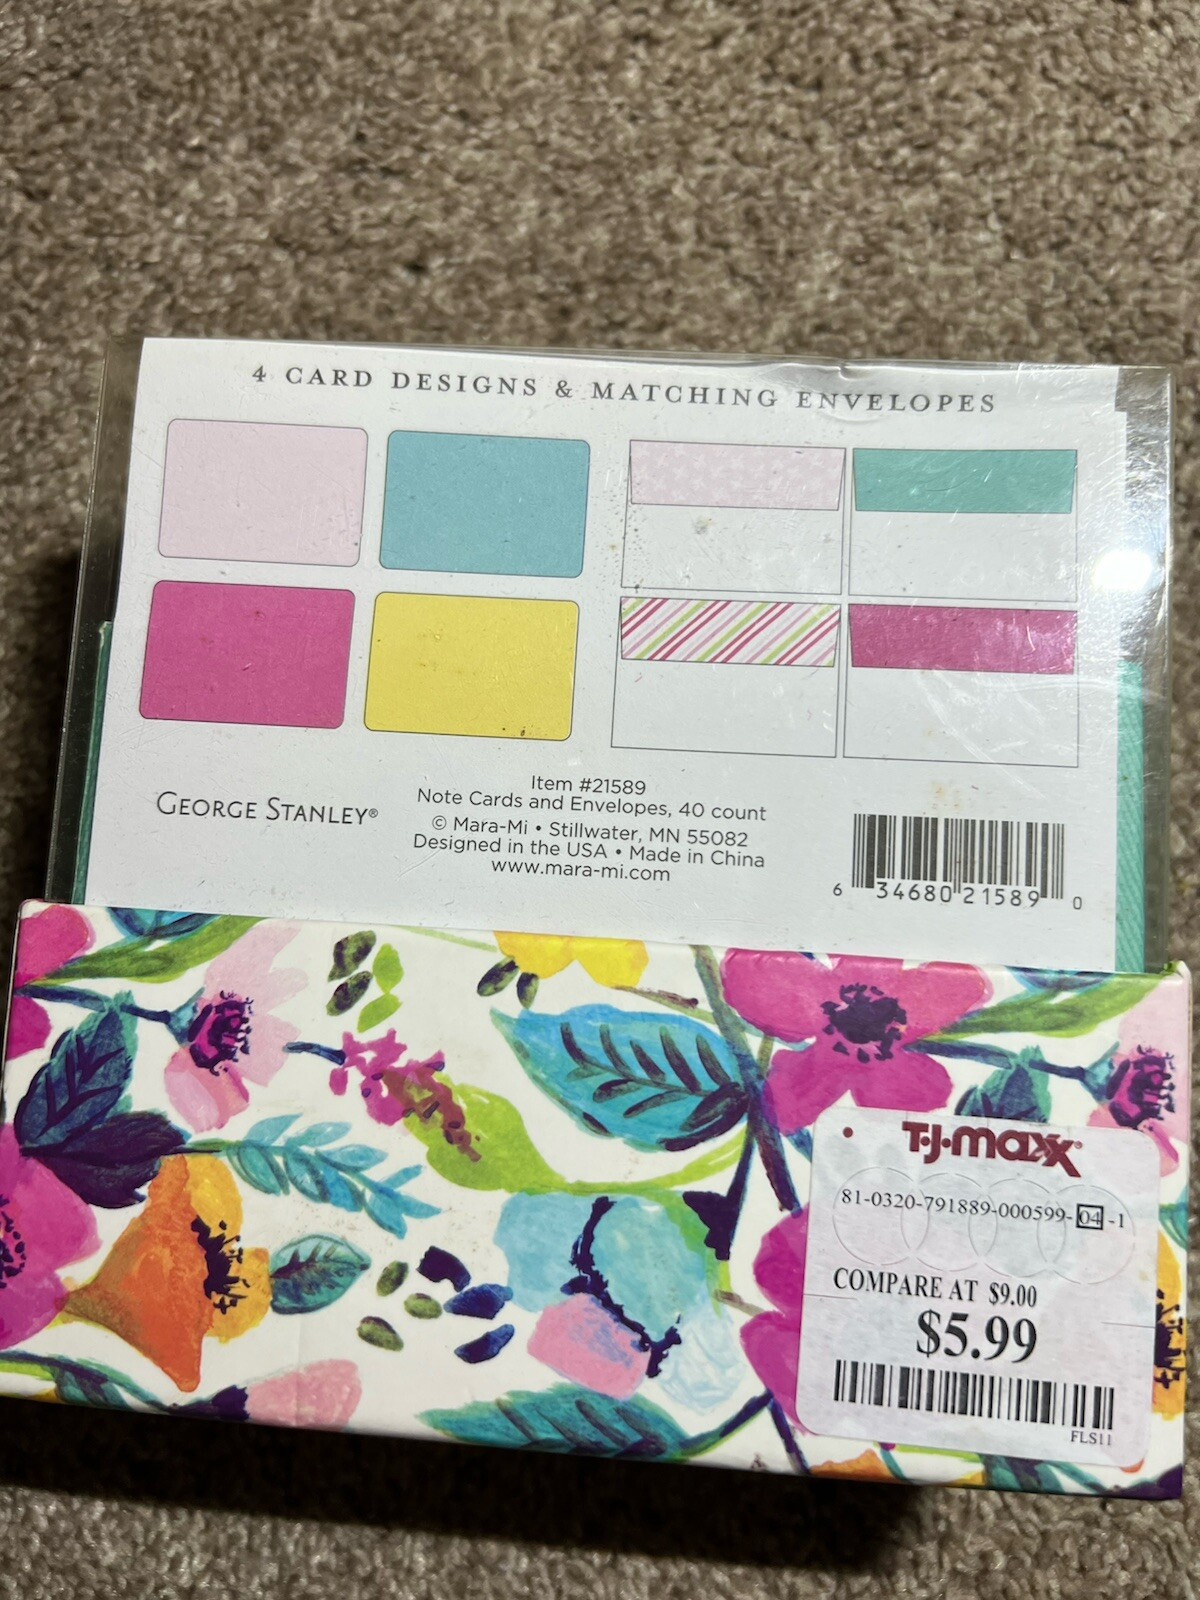 4 CARD DESIGNS & MATCHING ENVELOPES
GEORGE STANLEY®
Item #21589
Note Cards and Envelopes, 40 count
© Mara-Mi • Stillwater, MN 55082
Designed in the USA • Made in China
www.mara-mi.com
6 34680 21589 0
T·J·maxx®
81-0320-791889-000599-04-1
COMPARE AT $9.00
$5.99
FLS11